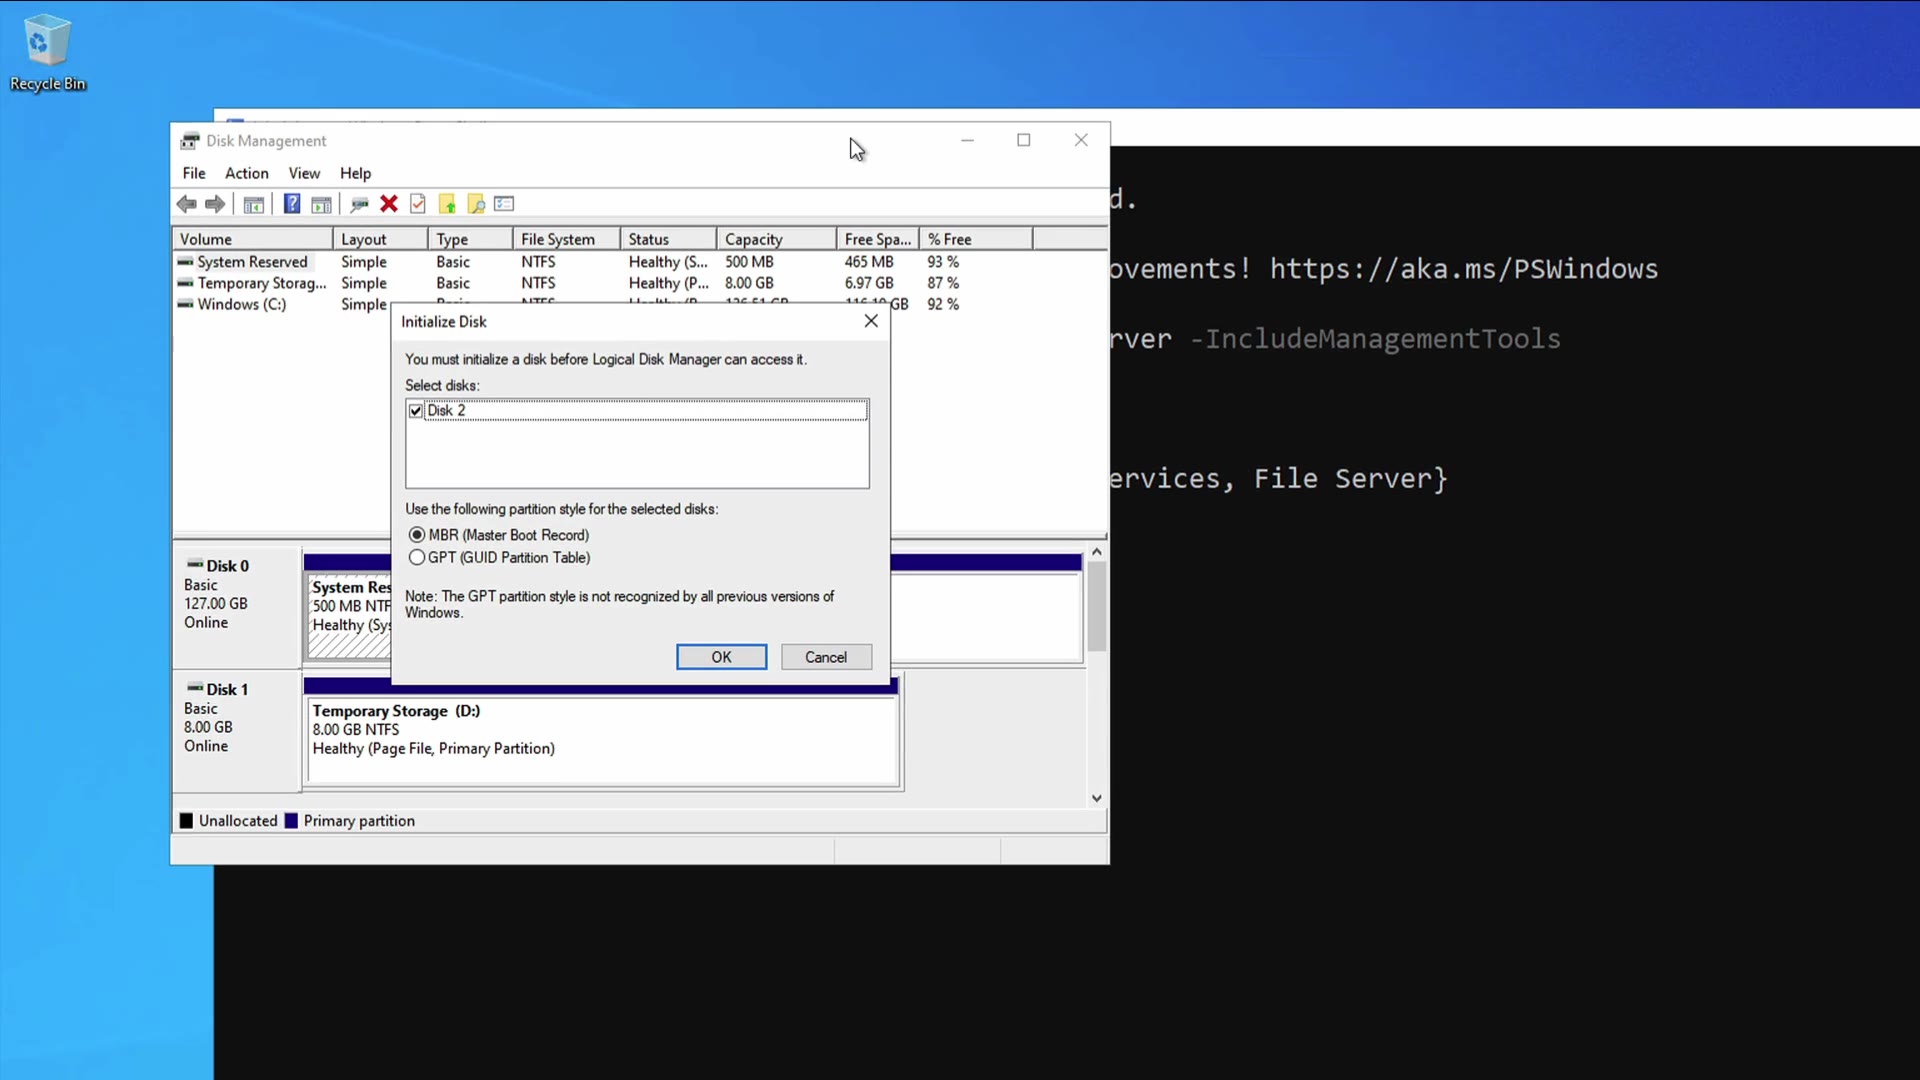 Recycle Bin
Disk Management
File Action View Help
d.
Volume Layout Type File System Status Capacity Free Spa... % Free
System Reserved Simple Basic NTFS Healthy (S... 500 MB 465 MB 93 %
Temporary Storag... Simple Basic NTFS Healthy (P... 8.00 GB 6.97 GB 87 %
Windows (C:) Simple Basic NTFS 126.51 GB 116.10 GB 92 %
ovements! https://aka.ms/PSWindows
rver -IncludeManagementTools
ervices, File Server}
Initialize Disk
You must initialize a disk before Logical Disk Manager can access it.
Select disks:
Disk 2
Use the following partition style for the selected disks:
MBR (Master Boot Record)
GPT (GUID Partition Table)
Note: The GPT partition style is not recognized by all previous versions of
Windows.
OK Cancel
Disk 0
Basic
127.00 GB
Online
System Res
500 MB NTF
Healthy (Sys
Disk 1
Basic
8.00 GB
Online
Temporary Storage (D:)
8.00 GB NTFS
Healthy (Page File, Primary Partition)
Unallocated Primary partition